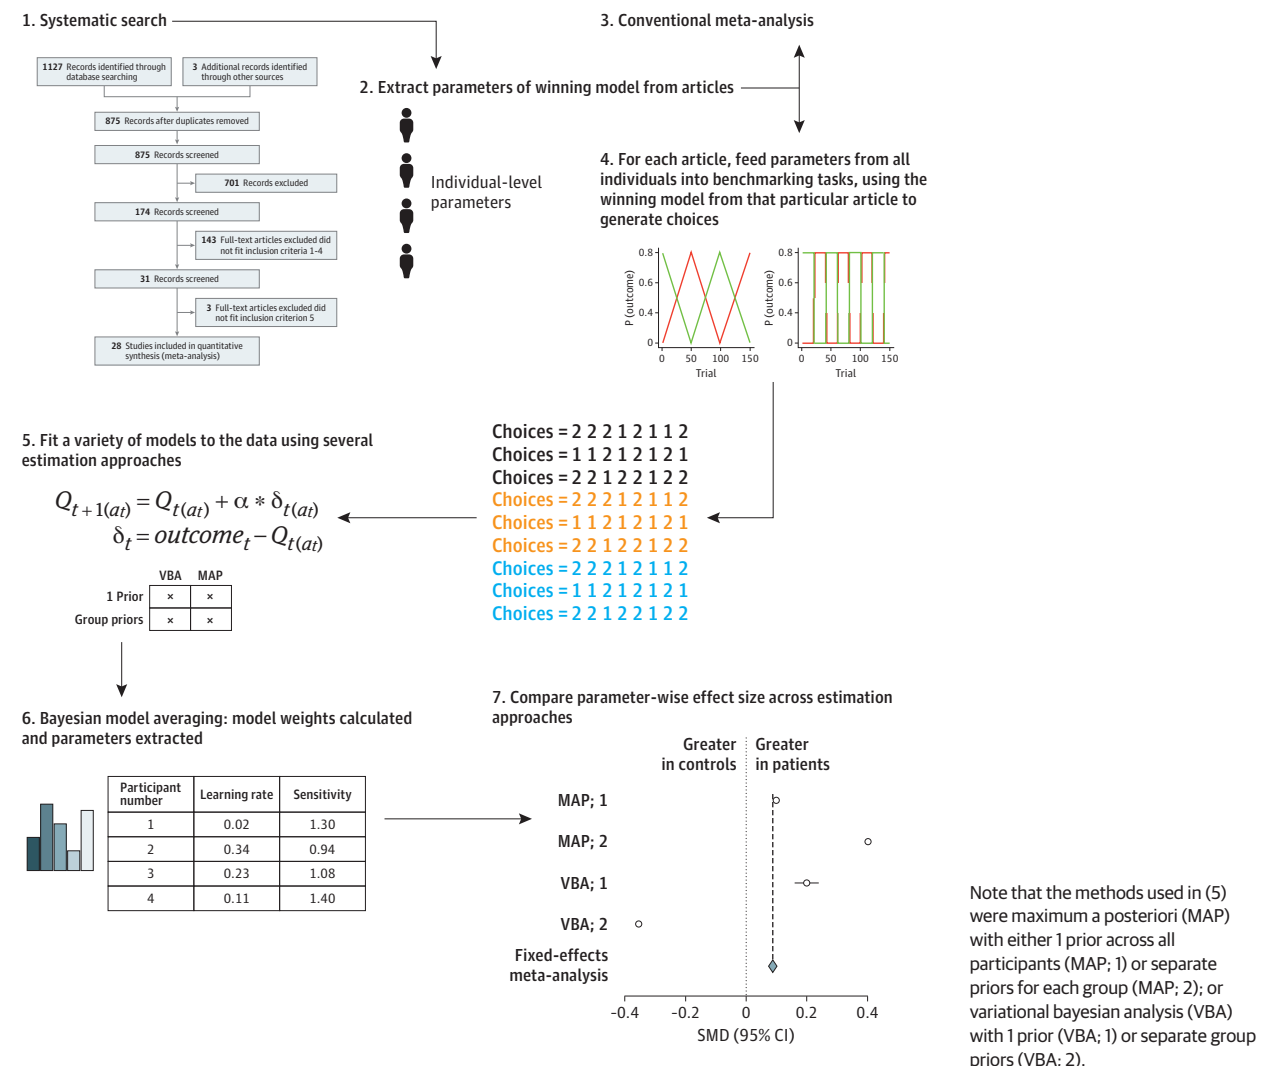 1. Systematic search
1127 Records identified through
database searching
3 Additional records identified
through other sources
875 Records after duplicates removed
875 Records screened
701 Records excluded
174 Records screened
143 Full-text articles excluded did
not fit inclusion criteria 1-4
31 Records screened
3 Full-text articles excluded did
not fit inclusion criterion 5
28 Studies included in quantitative
synthesis (meta-analysis)
2. Extract parameters of winning model from articles
Individual-level
parameters
3. Conventional meta-analysis
4. For each article, feed parameters from all
individuals into benchmarking tasks, using the
winning model from that particular article to
generate choices
P (outcome)
0.8
0.6
0.4
0
0 50 100 150
Trial
P (outcome)
0.8
0.6
0.4
0
0 50 100 150
Trial
Choices = 2 2 2 1 2 1 1 2
Choices = 1 1 2 1 2 1 2 1
Choices = 2 2 1 2 2 1 2 2
Choices = 2 2 2 1 2 1 1 2
Choices = 1 1 2 1 2 1 2 1
Choices = 2 2 1 2 2 1 2 2
Choices = 2 2 2 1 2 1 1 2
Choices = 1 1 2 1 2 1 2 1
Choices = 2 2 1 2 2 1 2 2
5. Fit a variety of models to the data using several
estimation approaches
Q t + 1(at) = Q t(at) + α * δ t(at)
δ t = outcome t − Q t(at)
VBA MAP
1 Prior × ×
Group priors × ×
6. Bayesian model averaging: model weights calculated
and parameters extracted
Participant
number Learning rate Sensitivity
1 0.02 1.30
2 0.34 0.94
3 0.23 1.08
4 0.11 1.40
7. Compare parameter-wise effect size across estimation
approaches
Greater
in controls
Greater
in patients
MAP; 1
MAP; 2
VBA; 1
VBA; 2
Fixed-effects
meta-analysis
-0.4 -0.2 0 0.2 0.4
SMD (95% CI)
Note that the methods used in (5)
were maximum a posteriori (MAP)
with either 1 prior across all
participants (MAP; 1) or separate
priors for each group (MAP; 2); or
variational bayesian analysis (VBA)
with 1 prior (VBA; 1) or separate group
priors (VBA; 2).